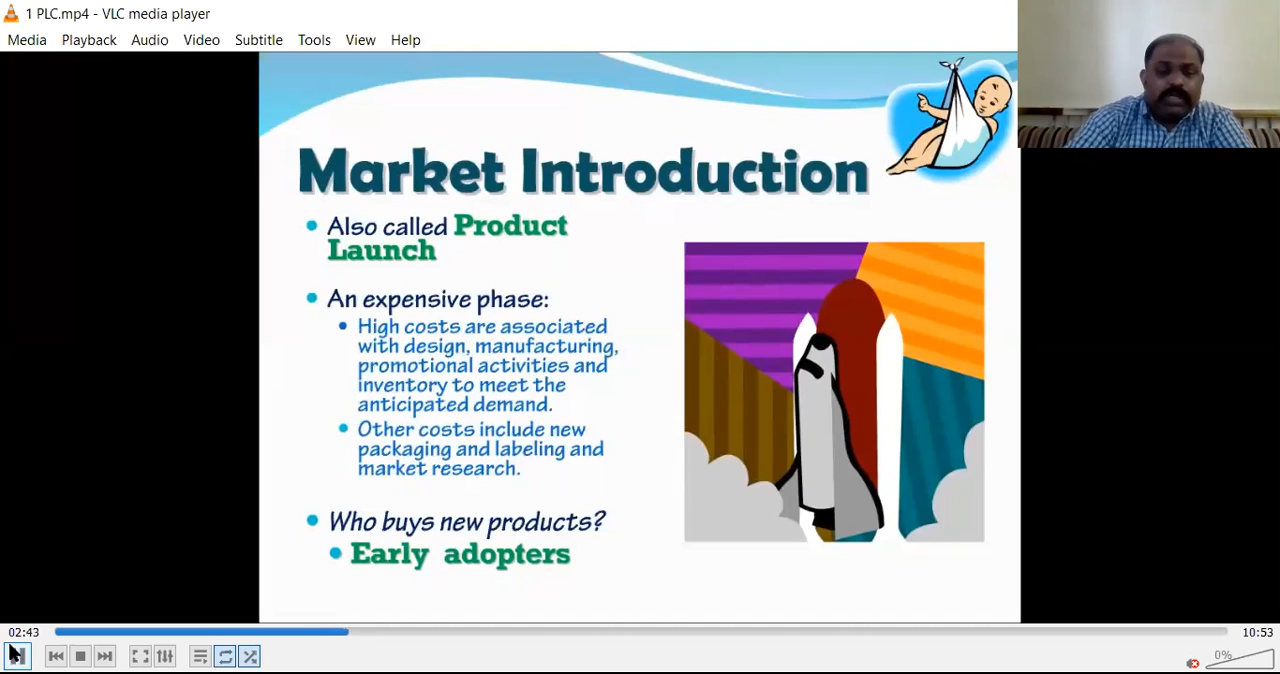 1 PLC.mp4 - VLC media player
Media Playback Audio Video Subtitle Tools View Help
Market Introduction
Also called Product
Launch
An expensive phase:
High costs are associated
with design, manufacturing,
promotional activities and
inventory to meet the
anticipated demand.
Other costs include new
packaging and labeling and
market research.
Who buys new products?
Early adopters
02:43
10:53
0%